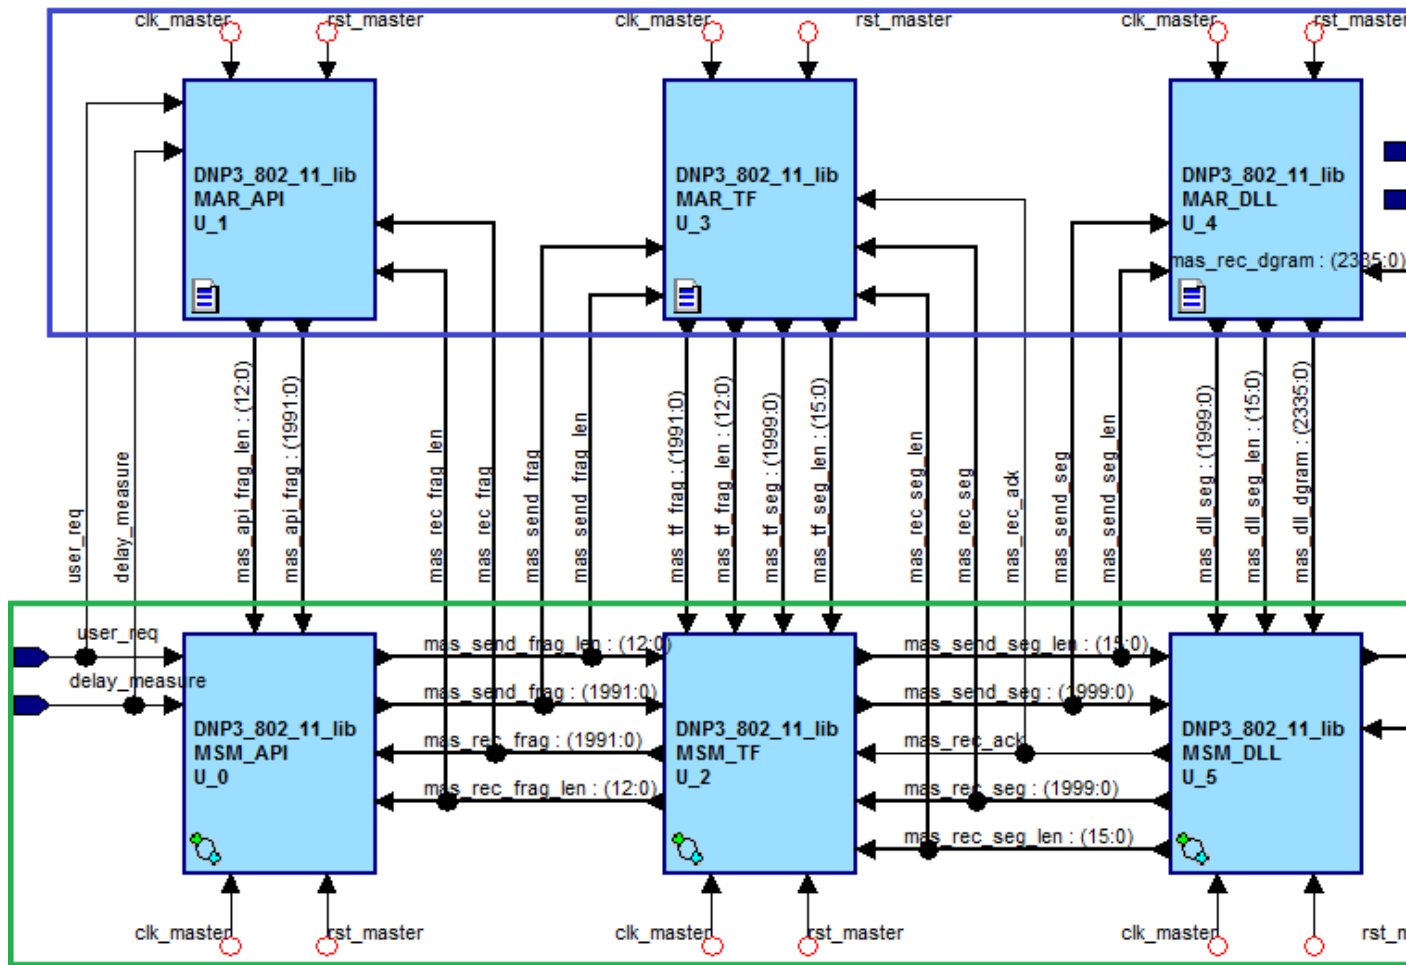 clk_master
rst_master
clk_master
rst_master
clk_master
rst_master
DNP3_802_11_lib
MAR_API
U_1
DNP3_802_11_lib
MAR_TF
U_3
DNP3_802_11_lib
MAR_DLL
U_4
mas_rec_dgram : (2335:0)
user_req
delay_measure
mas_api_frag_len : (12:0)
mas_api_frag : (1991:0)
mas_rec_frag_len
mas_rec_frag
mas_send_frag
mas_send_frag_len
mas_tf_frag : (1991:0)
mas_tf_frag_len : (12:0)
mas_tf_seg : (1999:0)
mas_tf_seg_len : (15:0)
mas_rec_seg_len
mas_rec_seg
mas_rec_ack
mas_send_seg
mas_send_seg_len
mas_dll_seg : (1999:0)
mas_dll_seg_len : (15:0)
mas_dll_dgram : (2335:0)
user_req
delay_measure
mas_send_frag_len : (12:0)
mas_send_frag : (1991:0)
mas_rec_frag : (1991:0)
mas_rec_frag_len : (12:0)
mas_send_seg_len : (15:0)
mas_send_seg : (1999:0)
mas_rec_ack
mas_rec_seg : (1999:0)
mas_rec_seg_len : (15:0)
DNP3_802_11_lib
MSM_API
U_0
DNP3_802_11_lib
MSM_TF
U_2
DNP3_802_11_lib
MSM_DLL
U_5
clk_master
rst_master
clk_master
rst_master
clk_master